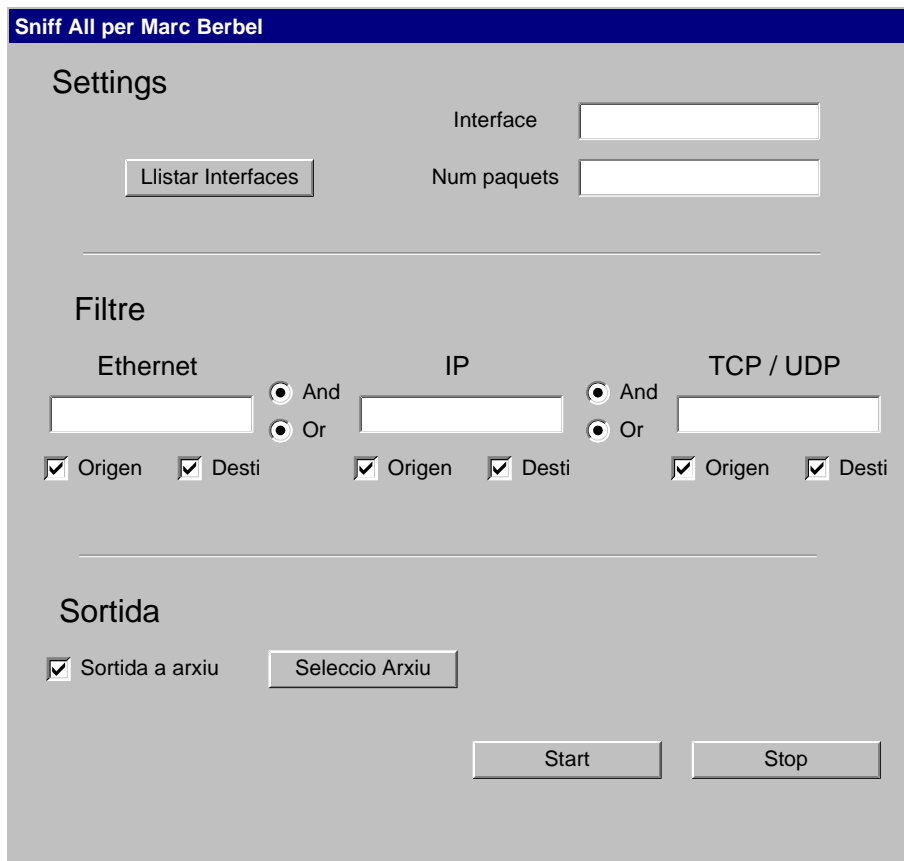 Sniff All per Marc Berbel
Settings
Interface
Llistar Interfaces
Num paquets
Filtre
Ethernet
IP
TCP / UDP
And
And
Or
Or
Origen
Desti
Origen
Desti
Origen
Desti
Sortida
Sortida a arxiu
Seleccio Arxiu
Start
Stop